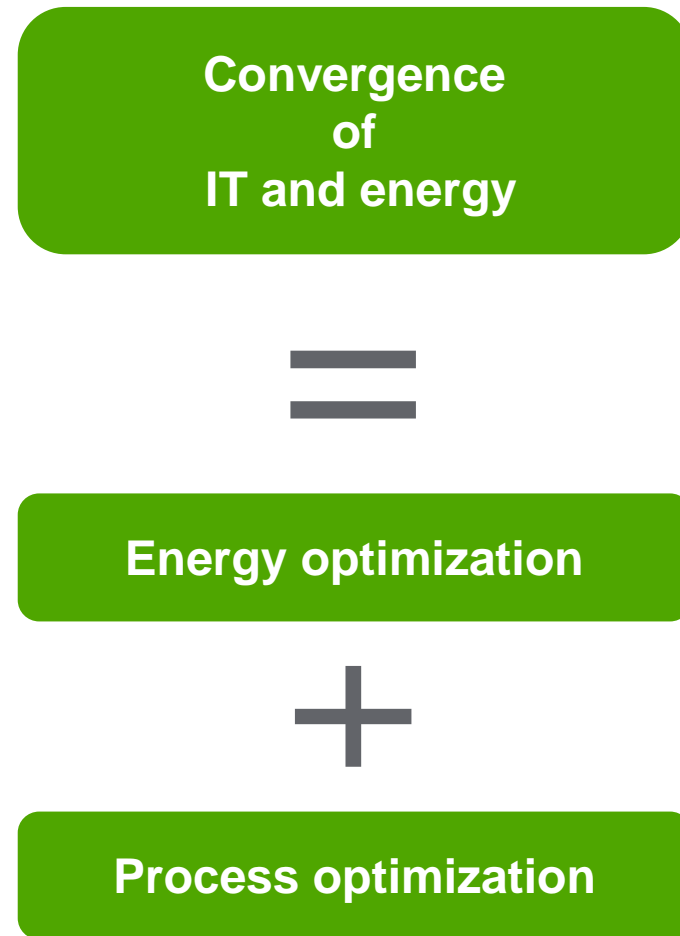 Convergence
of
IT and energy
=
Energy optimization
+
Process optimization